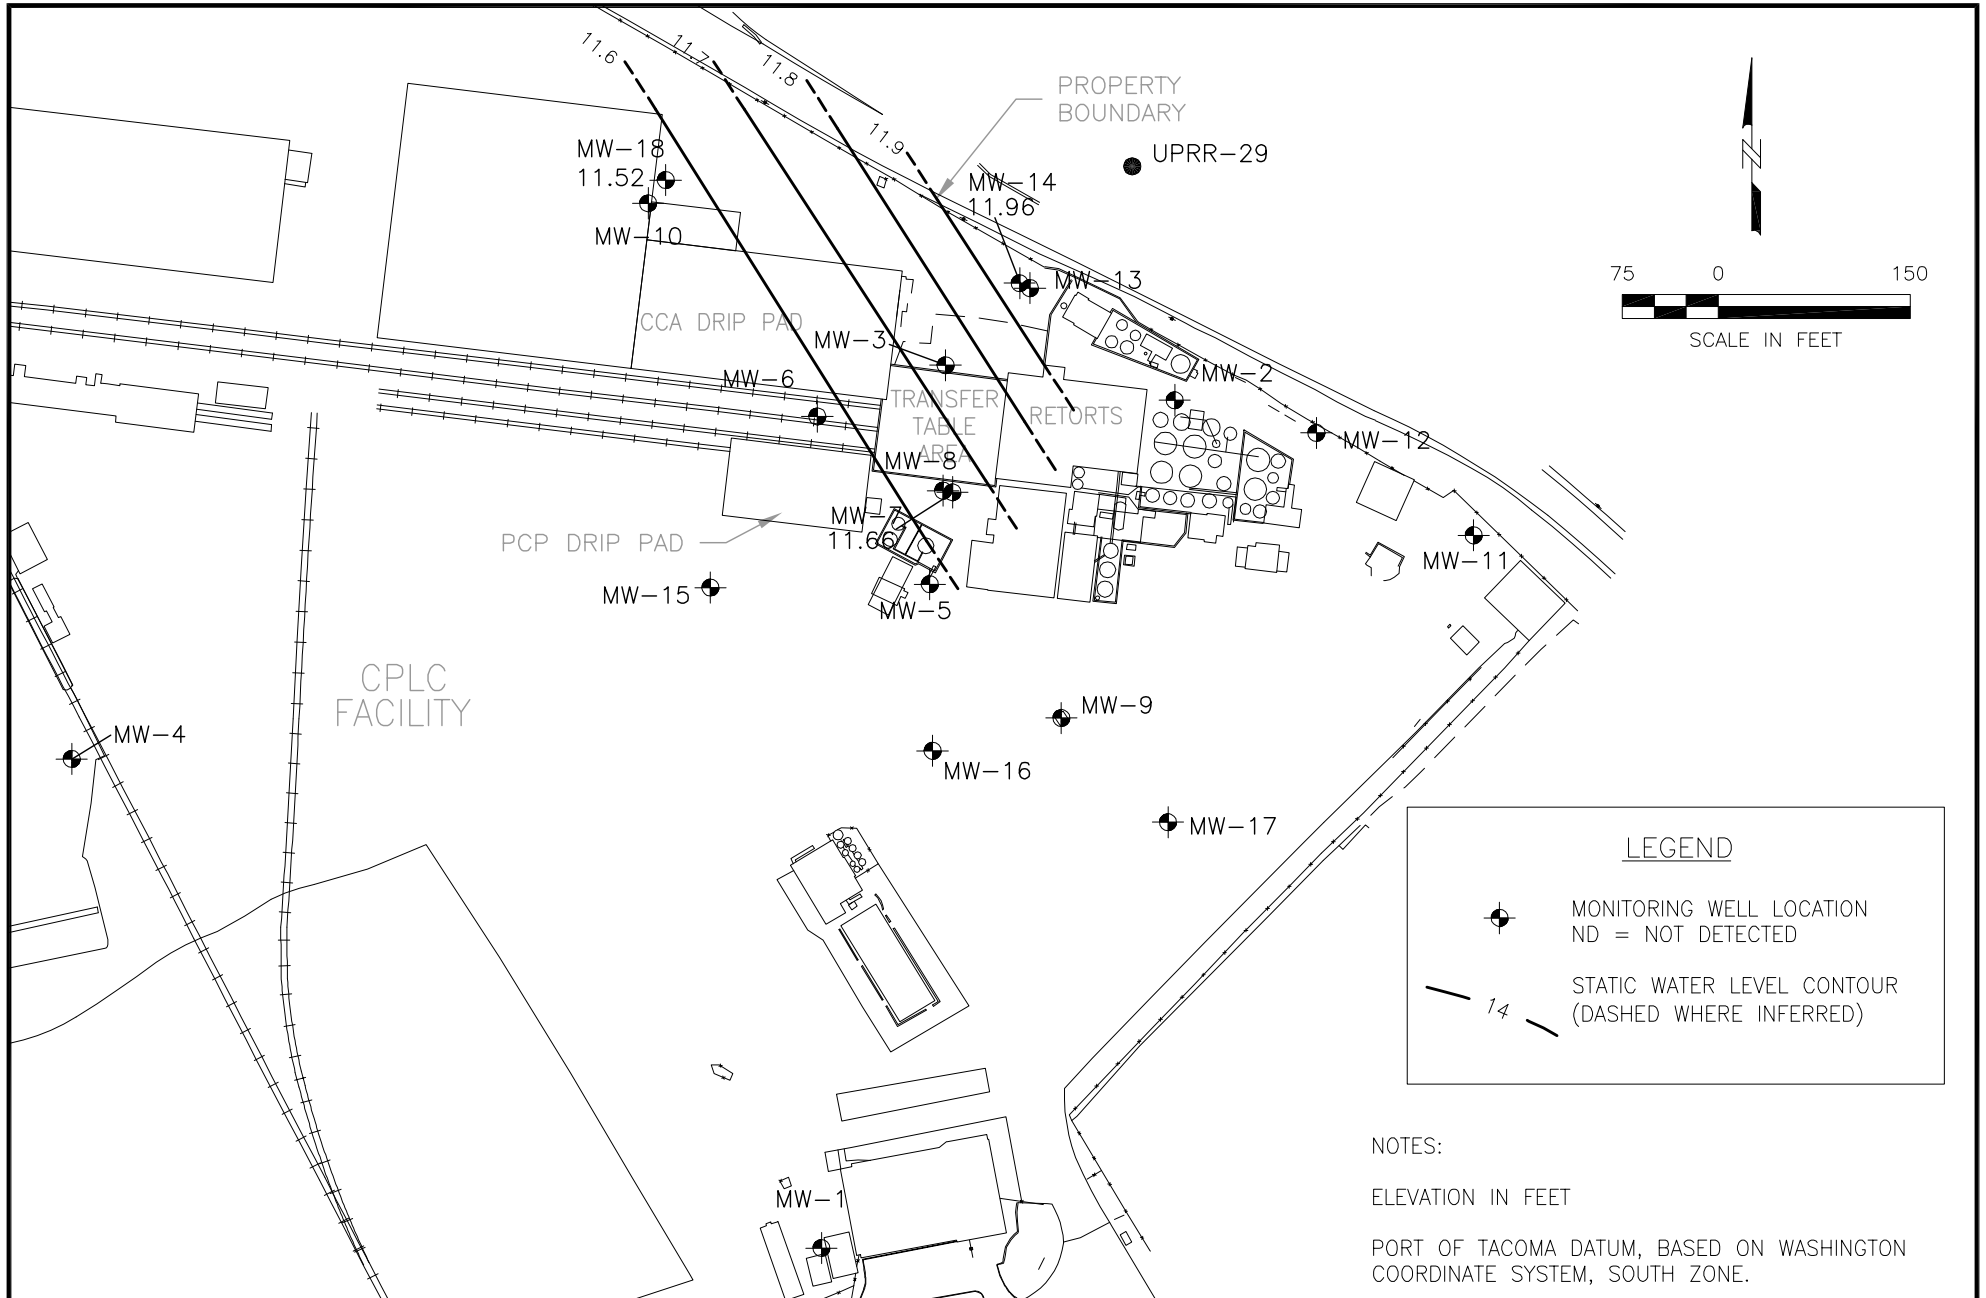 11.6
11.7
11.8
11.9
PROPERTY
BOUNDARY
UPRR-29
MW-18
11.52
MW-10
MW-14
11.96
MW-13
N
75 0 150
SCALE IN FEET
CCA DRIP PAD
MW-3
MW-6
MW-2
TRANSFER
TABLE
AREA
RETORTS
MW-12
MW-8
MW-7
11.66
PCP DRIP PAD
MW-11
MW-15
MW-5
CPLC
FACILITY
MW-4
MW-9
MW-16
MW-17
LEGEND
MONITORING WELL LOCATION
ND = NOT DETECTED
STATIC WATER LEVEL CONTOUR
14
(DASHED WHERE INFERRED)
NOTES:
MW-1
ELEVATION IN FEET
PORT OF TACOMA DATUM, BASED ON WASHINGTON
COORDINATE SYSTEM, SOUTH ZONE.